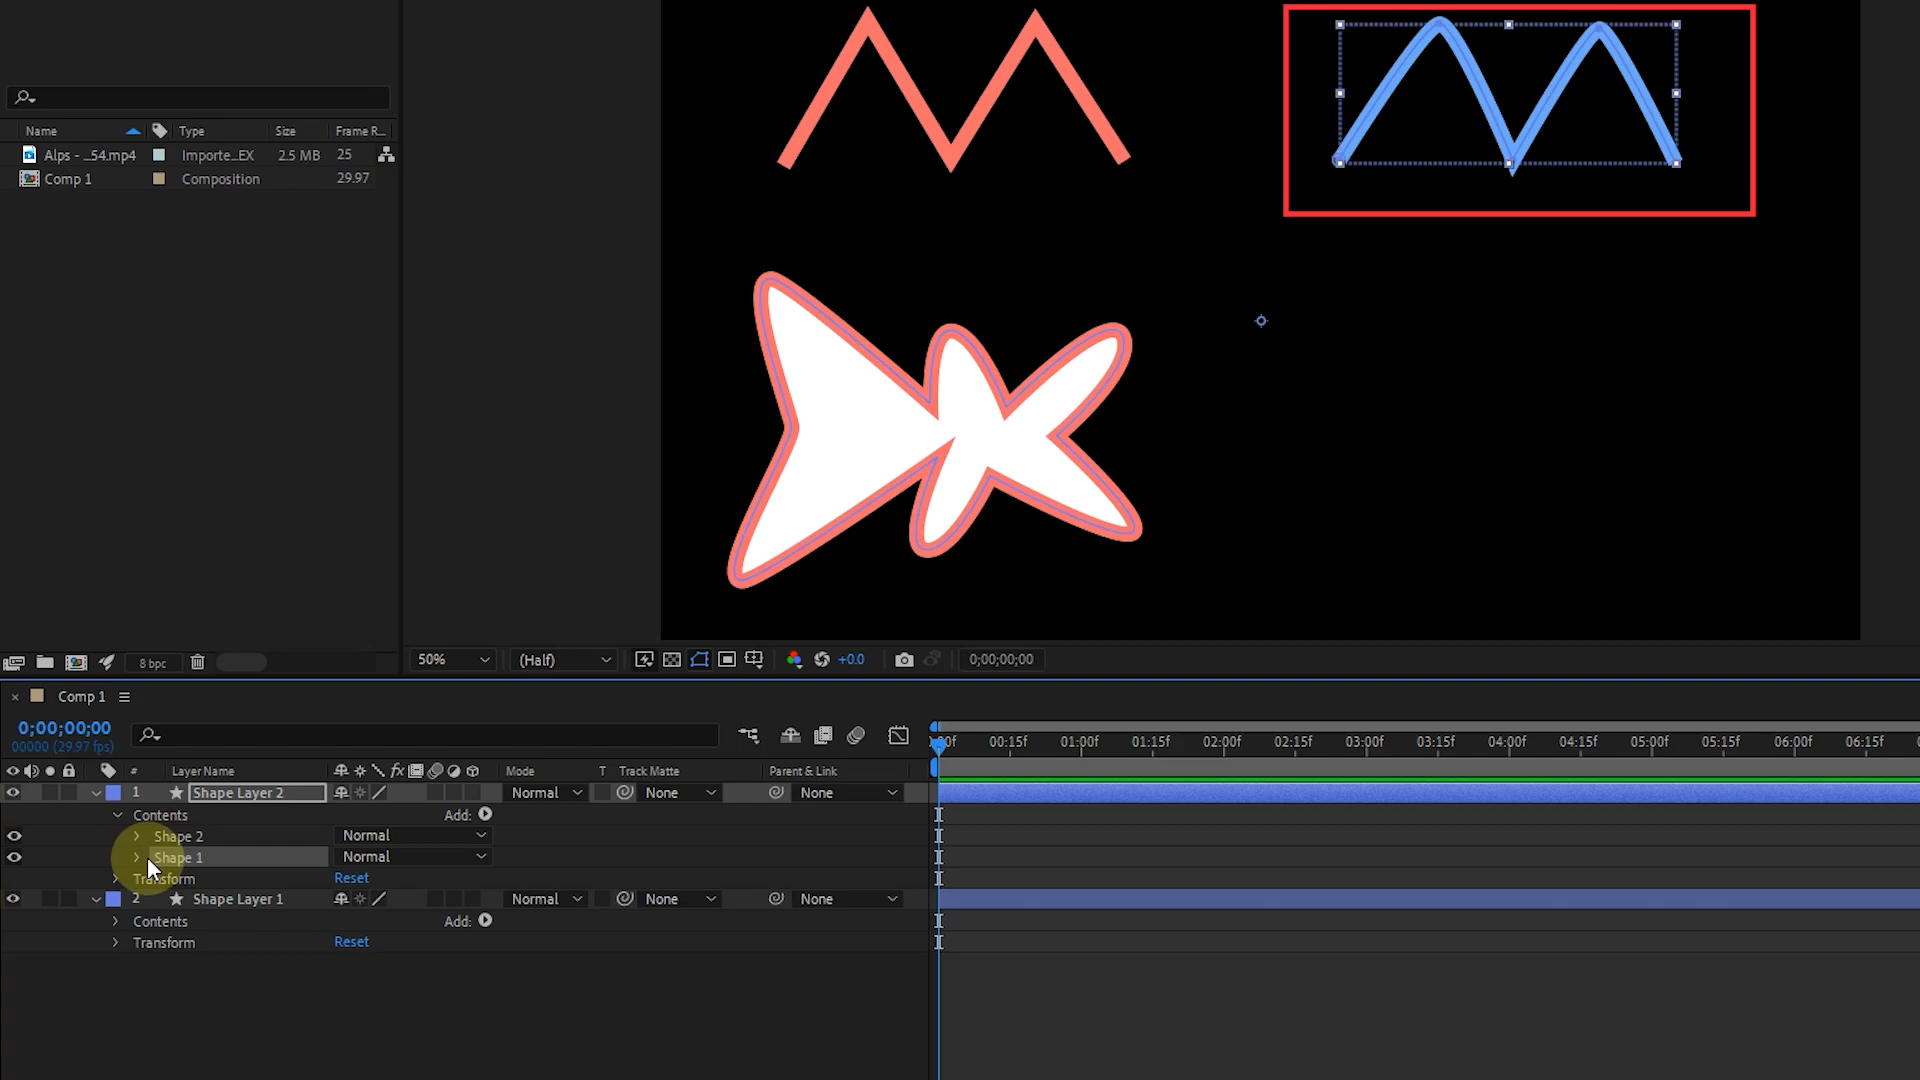 Name Type Size Frame R...
Alps - _54.mp4 Importe_EX 2.5 MB 25
Comp 1 Composition 29.97
8 bpc 50% (Half) +0.0 0;00;00;00
Comp 1
0;00;00;00
00000 (29.97 fps)
:00f 00:15f 01:00f 01:15f 02:00f 02:15f 03:00f 03:15f 04:00f 04:15f 05:00f 05:15f 06:00f 06:15f
# Layer Name fx Mode T Track Matte Parent & Link
1 Shape Layer 2 Normal None None
Contents Add:
Shape 2 Normal
Shape 1 Normal
Transform Reset
2 Shape Layer 1 Normal None None
Contents Add:
Transform Reset